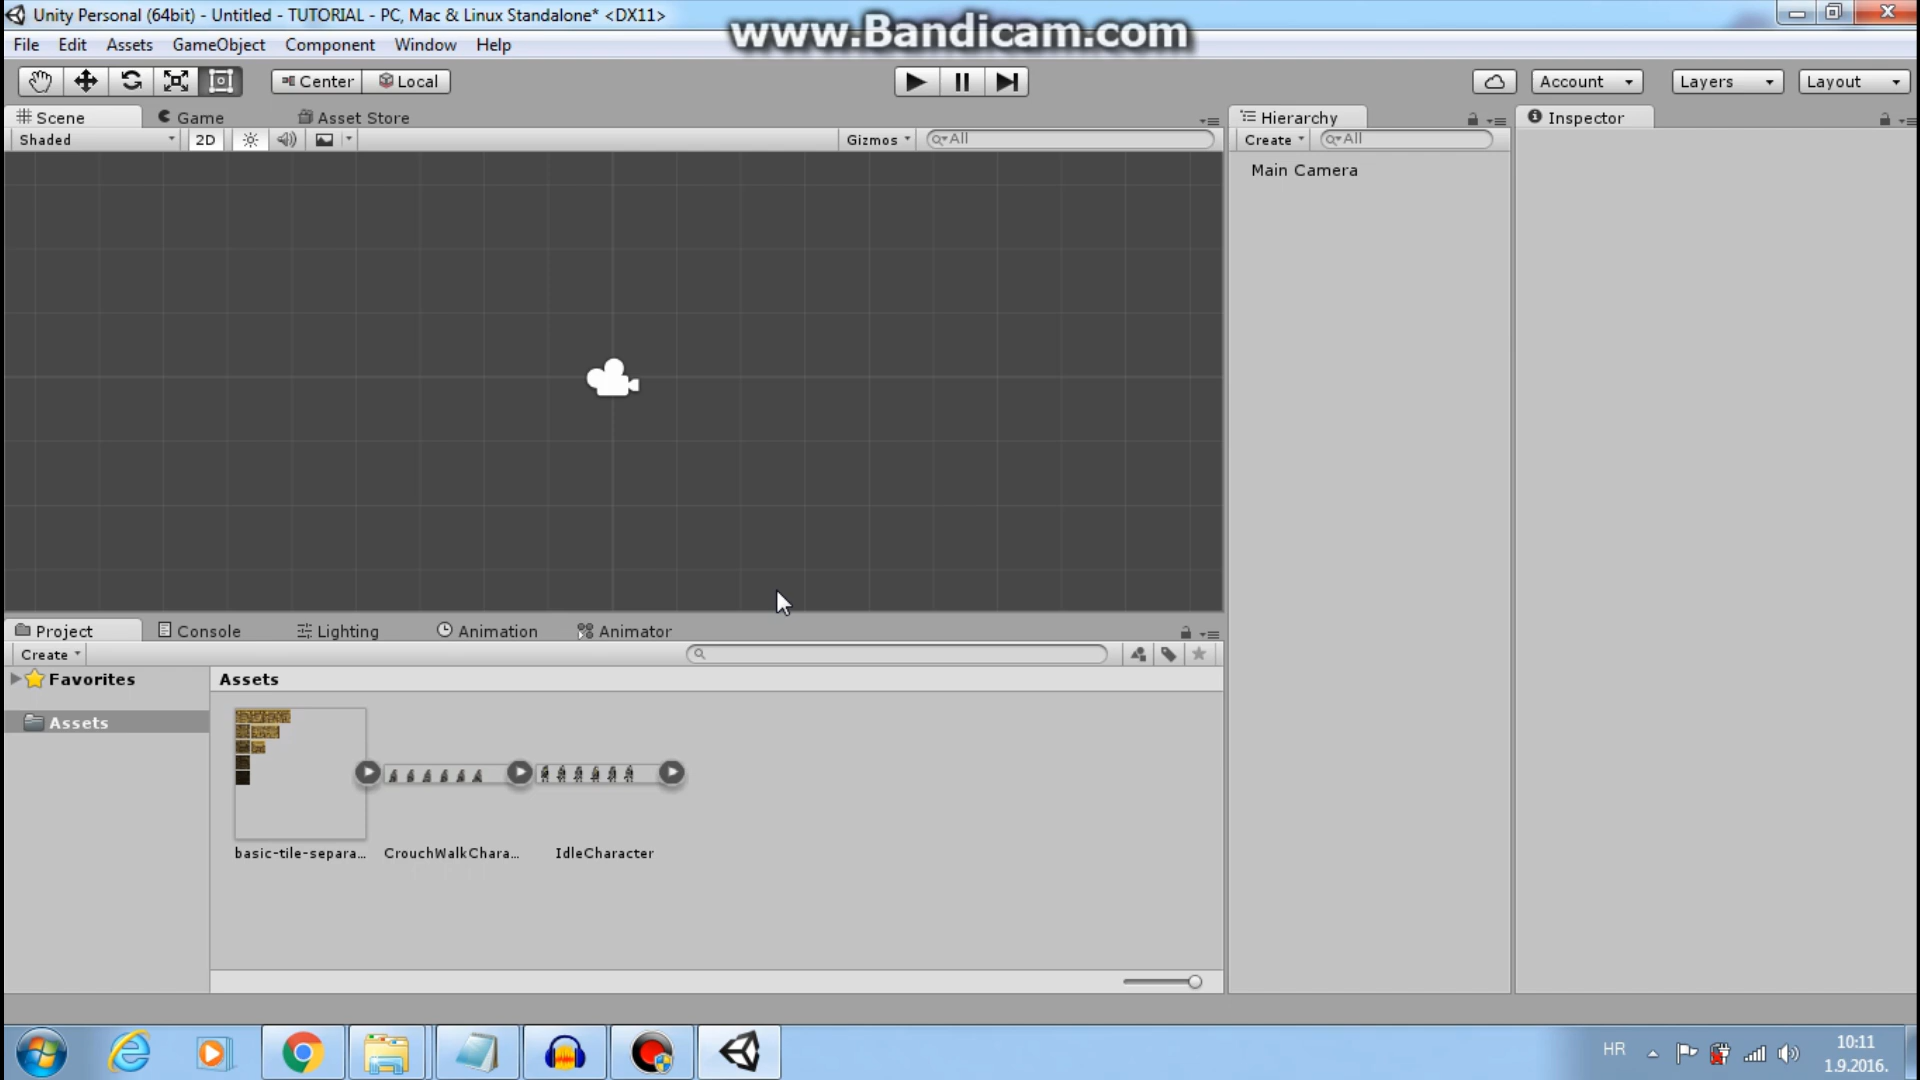 Unity Personal (64bit) - Untitled - TUTORIAL - PC, Mac & Linux Standalone* <DX11>
www.Bandicam.com
File Edit Assets GameObject Component Window Help
Center Local Account Layers Layout
Scene Game Asset Store Hierarchy Inspector
Shaded 2D Gizmos All Create All
Main Camera
Project Console Lighting Animation Animator
Create
Favorites Assets
Assets
basic-tile-separa... CrouchWalkChara... IdleCharacter
HR 10:11
1.9.2016.